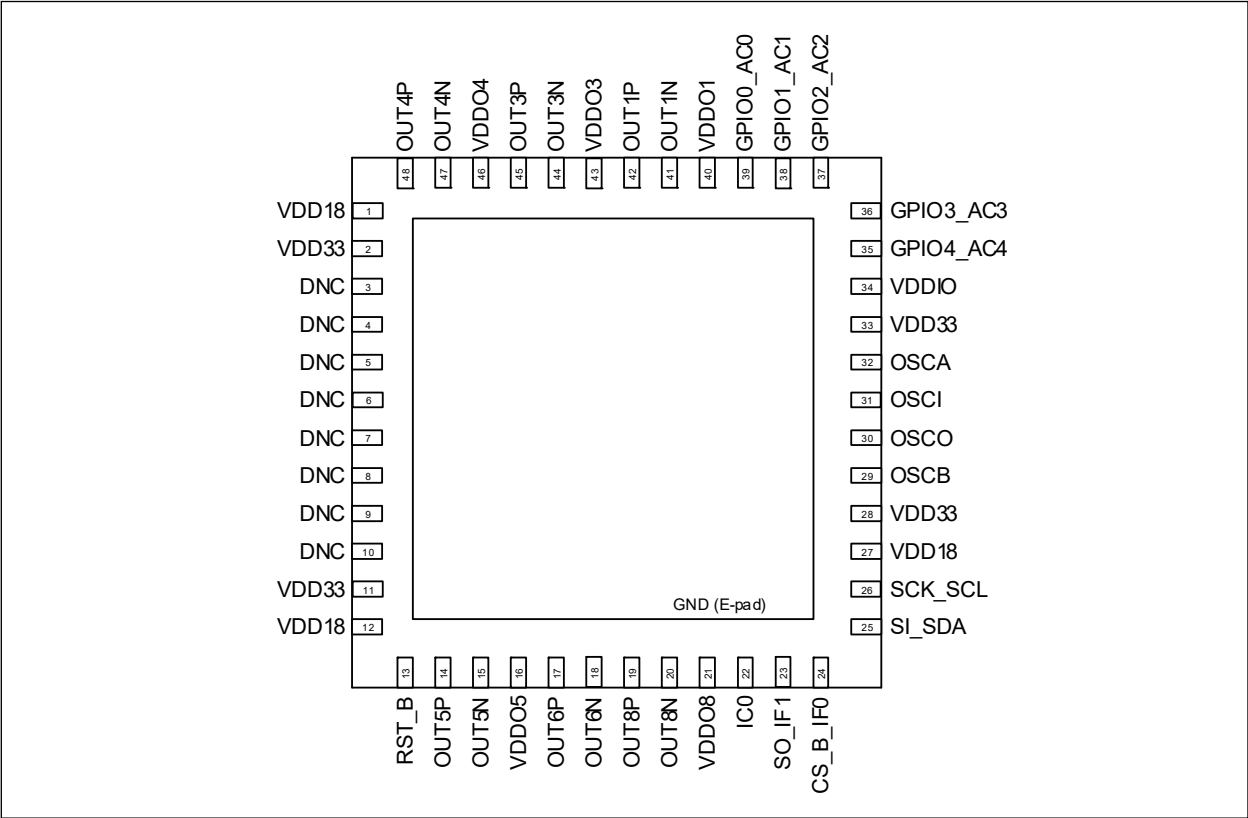 OUT4P
OUT4N
VDDO4
OUT3P
OUT3N
VDDO3
OUT1P
OUT1N
VDDO1
GPIO0_AC0
GPIO1_AC1
GPIO2_AC2
48
47
46
45
44
43
42
41
40
39
38
37
VDD18 1
VDD33 2
DNC 3
DNC 4
DNC 5
DNC 6
DNC 7
DNC 8
DNC 9
DNC 10
VDD33 11
VDD18 12
36 GPIO3_AC3
35 GPIO4_AC4
34 VDDIO
33 VDD33
32 OSCA
31 OSCI
30 OSCO
29 OSCB
28 VDD33
27 VDD18
26 SCK_SCL
25 SI_SDA
GND (E-pad)
13
14
15
16
17
18
19
20
21
22
23
24
RST_B
OUT5P
OUT5N
VDDO5
OUT6P
OUT6N
OUT8P
OUT8N
VDDO8
IC0
SO_IF1
CS_B_IF0